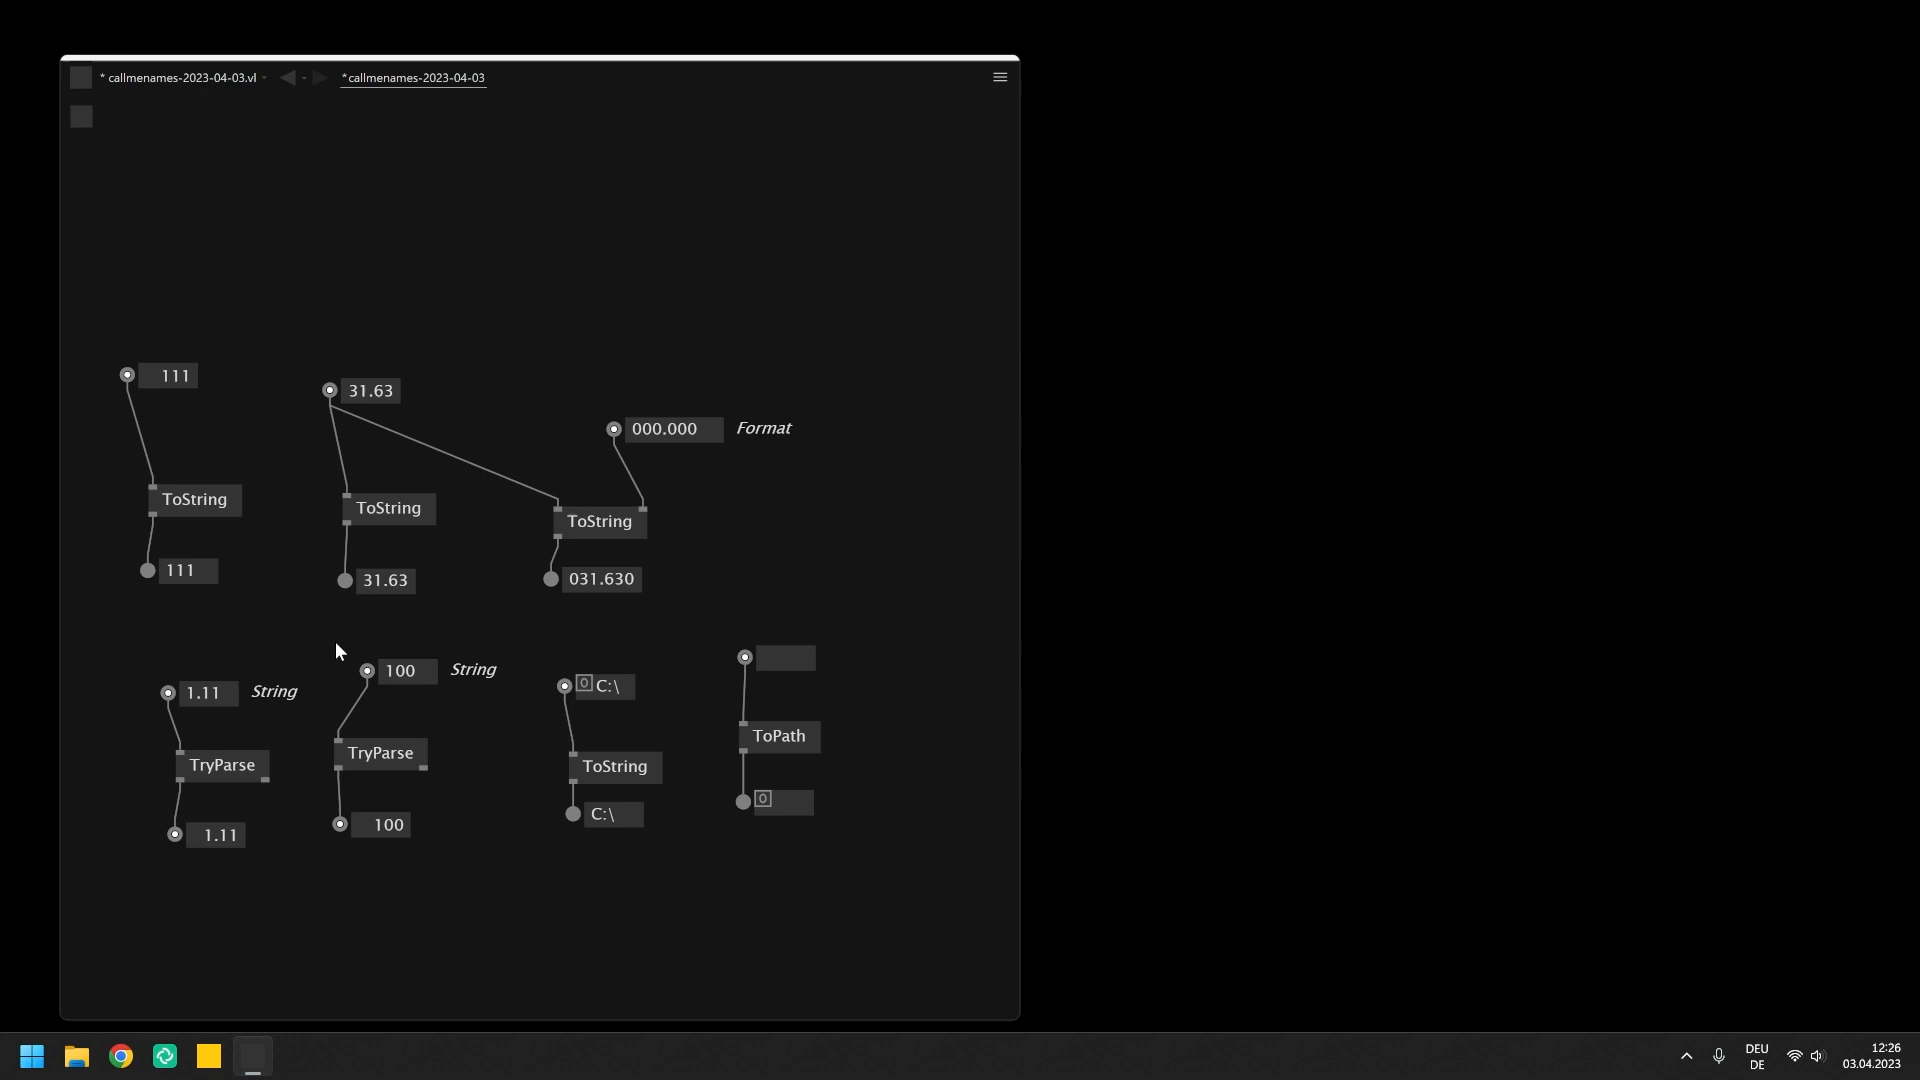 * callmenames-2023-04-03.vl
*callmenames-2023-04-03
111
31.63
000.000 Format
ToString
ToString
ToString
111
31.63
031.630
100 String
1.11 String
0 C:\
ToPath
TryParse
TryParse
ToString
0
C:\
100
1.11
DEU
DE
12:26
03.04.2023